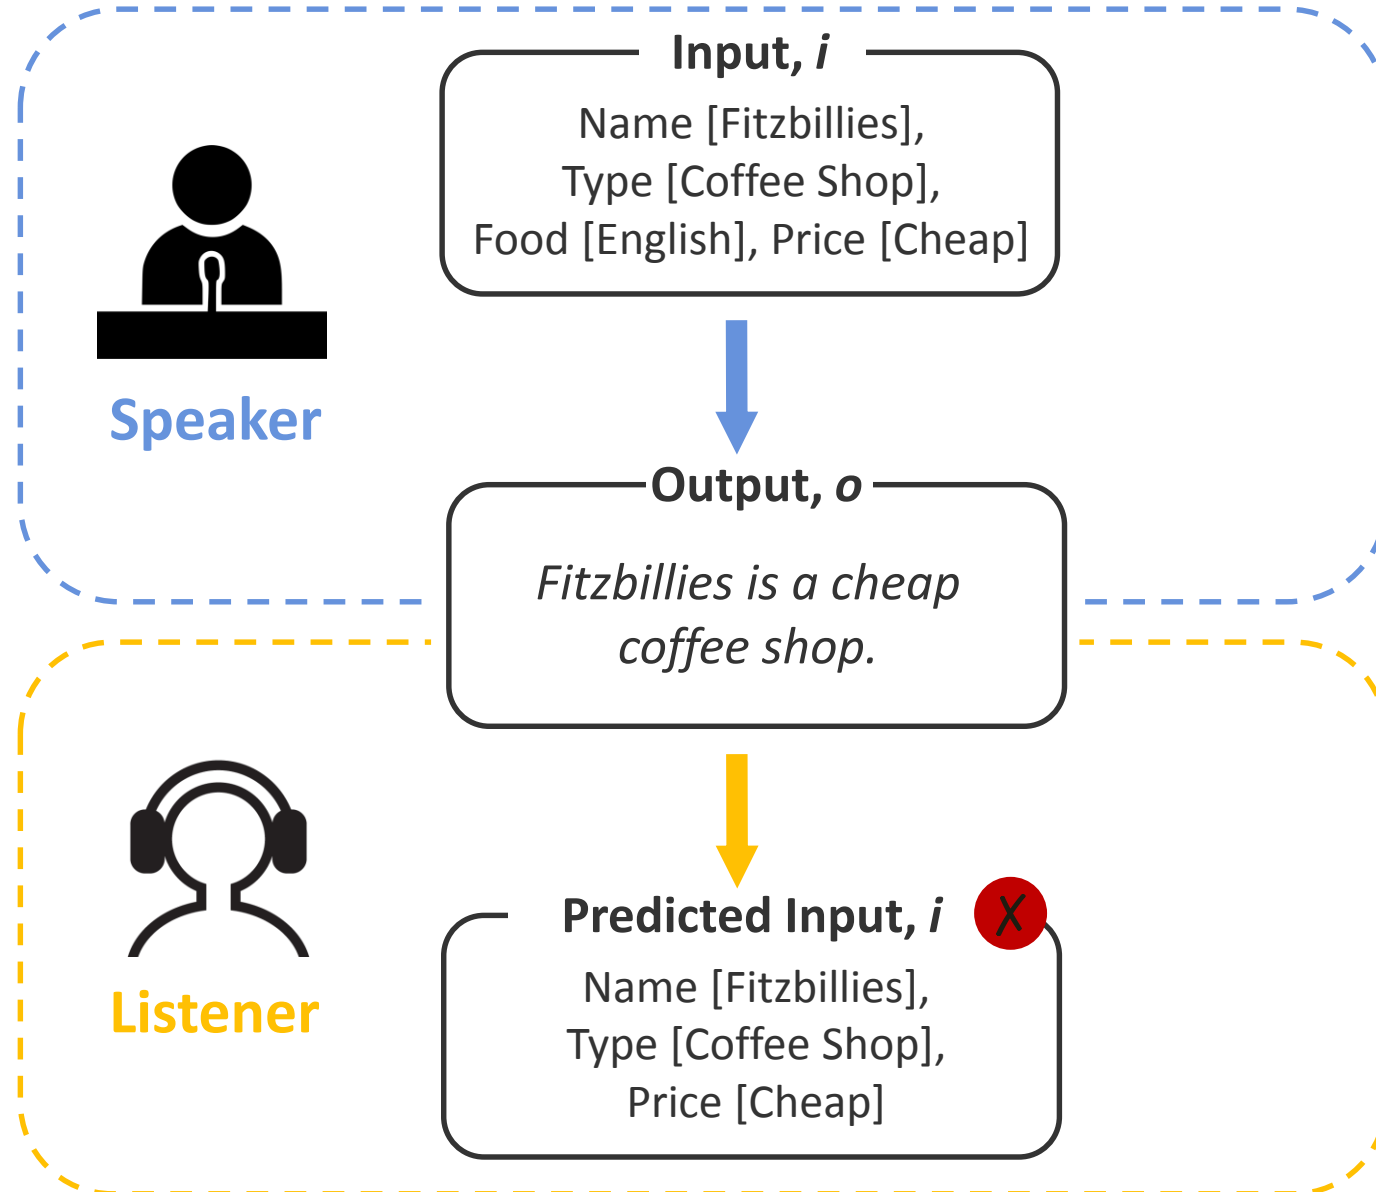 Input, i
Name [Fitzbillies],
Type [Coffee Shop],
Food [English], Price [Cheap]
Speaker
Output, o
Fitzbillies is a cheap
coffee shop.
Predicted Input, i
✗
Name [Fitzbillies],
Type [Coffee Shop],
Price [Cheap]
Listener